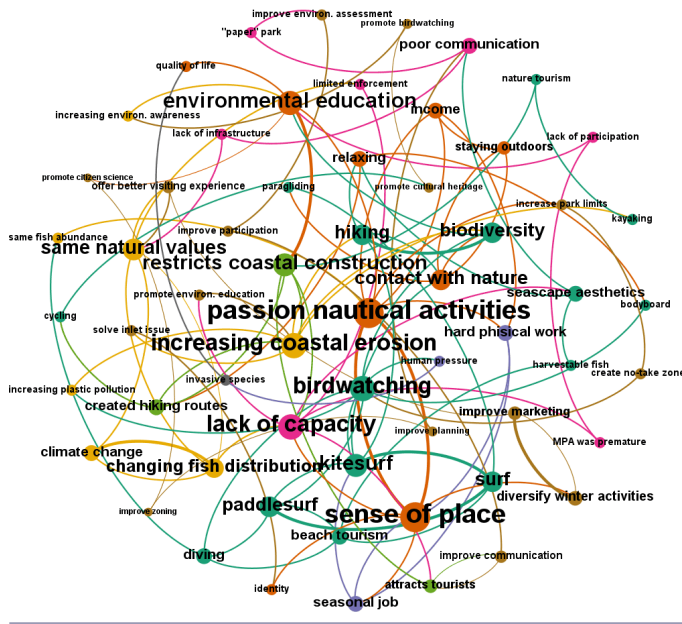 improve environ. assessment
promote birdwatching
"paper" park
poor communication
quality of life
nature tourism
limited enforcement
environmental education
income
increasing environ. awareness
lack of infrastructure
lack of participation
staying outdoors
relaxing
promote citizen science
offer better visiting experience
paragliding
promote cultural heritage
increase park limits
kayaking
improve participation
hiking
biodiversity
same fish abundance
same natural values
restricts coastal construction
contact with nature
promote environ. education
seascape aesthetics
bodyboard
passion nautical activities
cycling
solve inlet issue
hard phisical work
increasing coastal erosion
human pressure
harvestable fish
create no-take zone
invasive species
birdwatching
increasing plastic pollution
created hiking routes
improve marketing
lack of capacity
improve planning
MPA was premature
climate change
changing fish distribution
kitesurf
surf
diversify winter activities
paddlesurf
sense of place
improve zoning
beach tourism
diving
improve communication
identity
attracts tourists
seasonal job